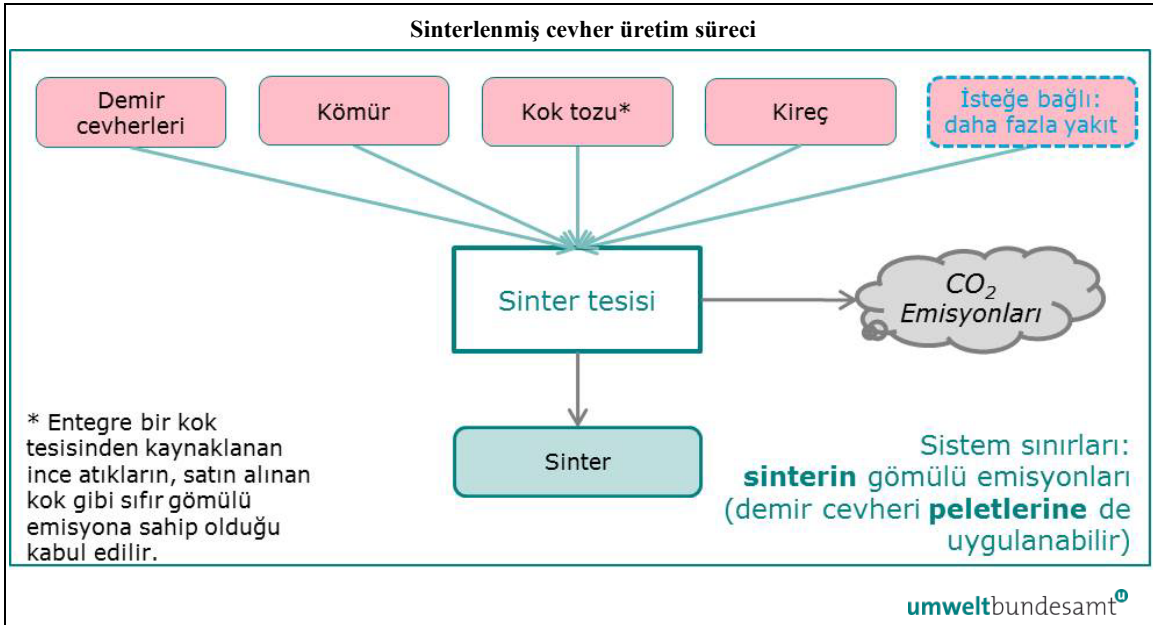 Sinterlenmiş cevher üretim süreci
Demir
cevherleri
Kömür
Kok tozu*
Kireç
İsteğe bağlı:
daha fazla yakıt
Sinter tesisi
CO₂
Emisyonları
Sinter
* Entegre bir kok
tesisinden kaynaklanan
ince atıkların, satın alınan
kok gibi sıfır gömülü
emisyona sahip olduğu
kabul edilir.
Sistem sınırları:
sinterin gömülü emisyonları
(demir cevheri peletlerine de
uygulanabilir)
umweltbundesamt